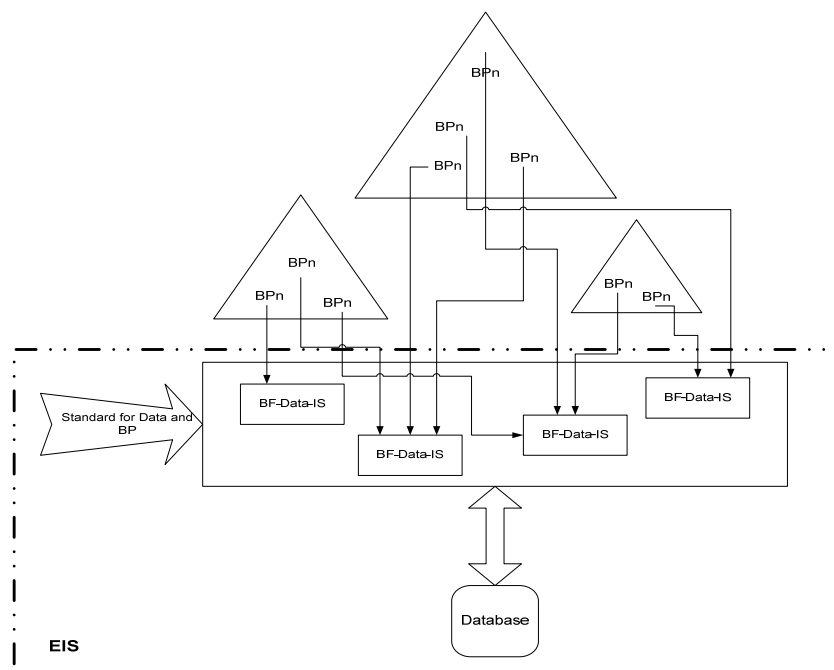 BPn
BPn
BPn
BPn
BPn
BPn
BPn
BPn
BPn
BF-Data-IS
BF-Data-IS
BF-Data-IS
BF-Data-IS
Standard for Data and
BP
Database
EIS